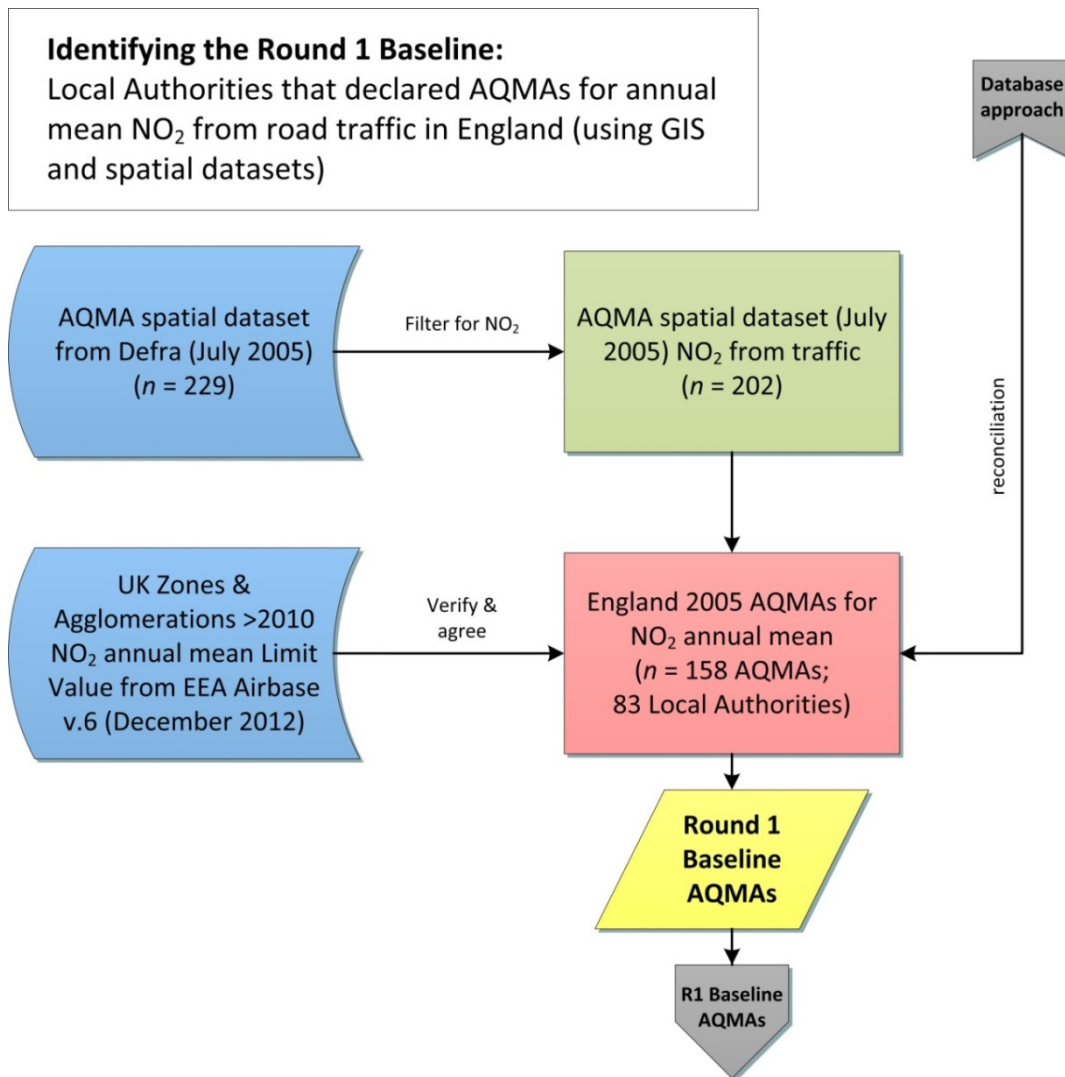 Identifying the Round 1 Baseline:
Local Authorities that declared AQMAs for annual
mean NO₂ from road traffic in England (using GIS
and spatial datasets)
Database
approach
AQMA spatial dataset
from Defra (July 2005)
(n = 229)
Filter for NO₂
AQMA spatial dataset (July
2005) NO₂ from traffic
(n = 202)
reconciliation
UK Zones &
Agglomerations >2010
NO₂ annual mean Limit
Value from EEA Airbase
v.6 (December 2012)
Verify &
agree
England 2005 AQMAs for
NO₂ annual mean
(n = 158 AQMAs;
83 Local Authorities)
Round 1
Baseline
AQMAs
R1 Baseline
AQMAs